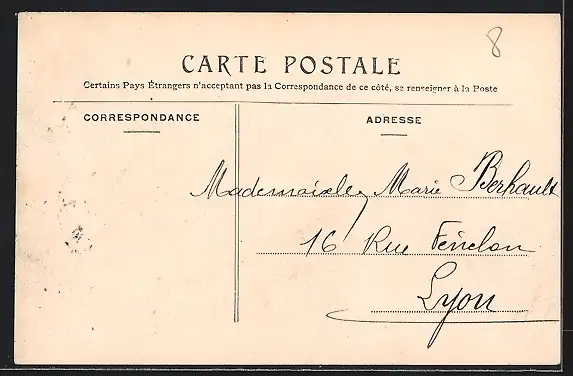 8
CARTE POSTALE
Certains Pays Étrangers n'acceptant pas la Correspondance de ce côté, se renseigner à la Poste
CORRESPONDANCE
ADRESSE
Mademoiselle Marie Berhault
16 Rue Fénelon
Lyon